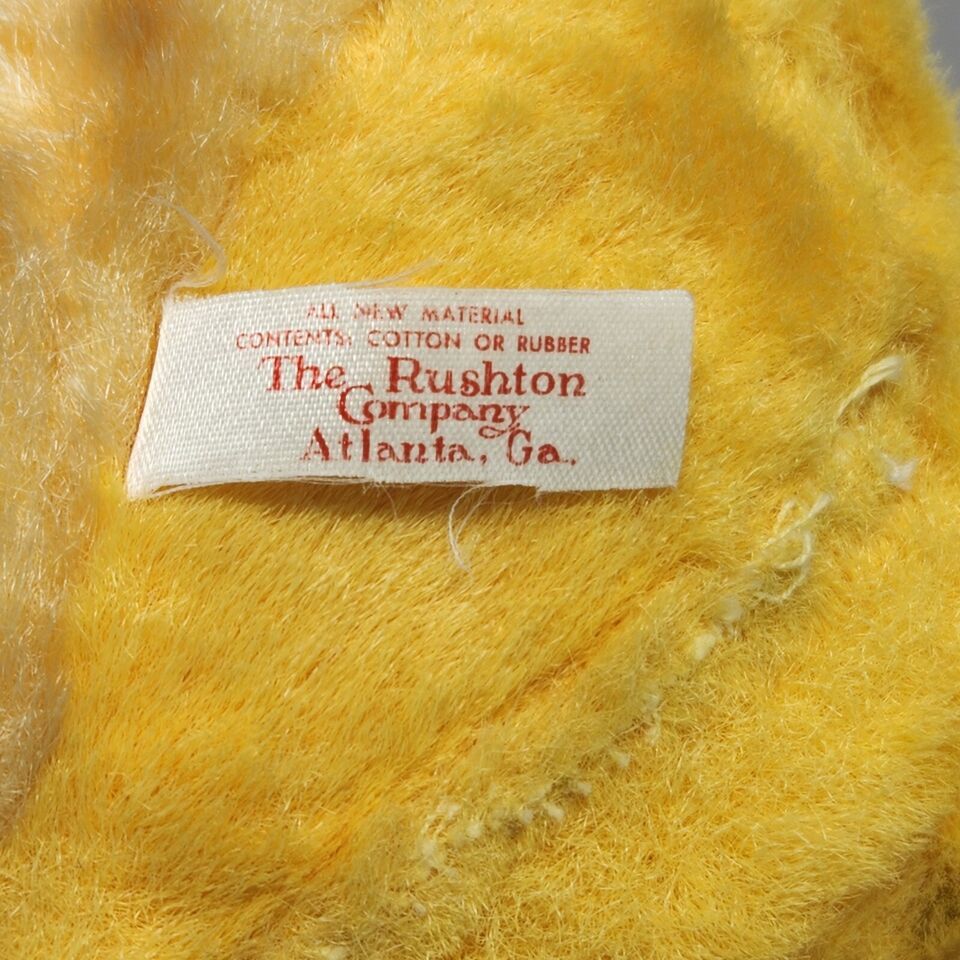 ALL NEW MATERIAL
CONTENTS: COTTON OR RUBBER
The Rushton
Company
Atlanta, Ga.